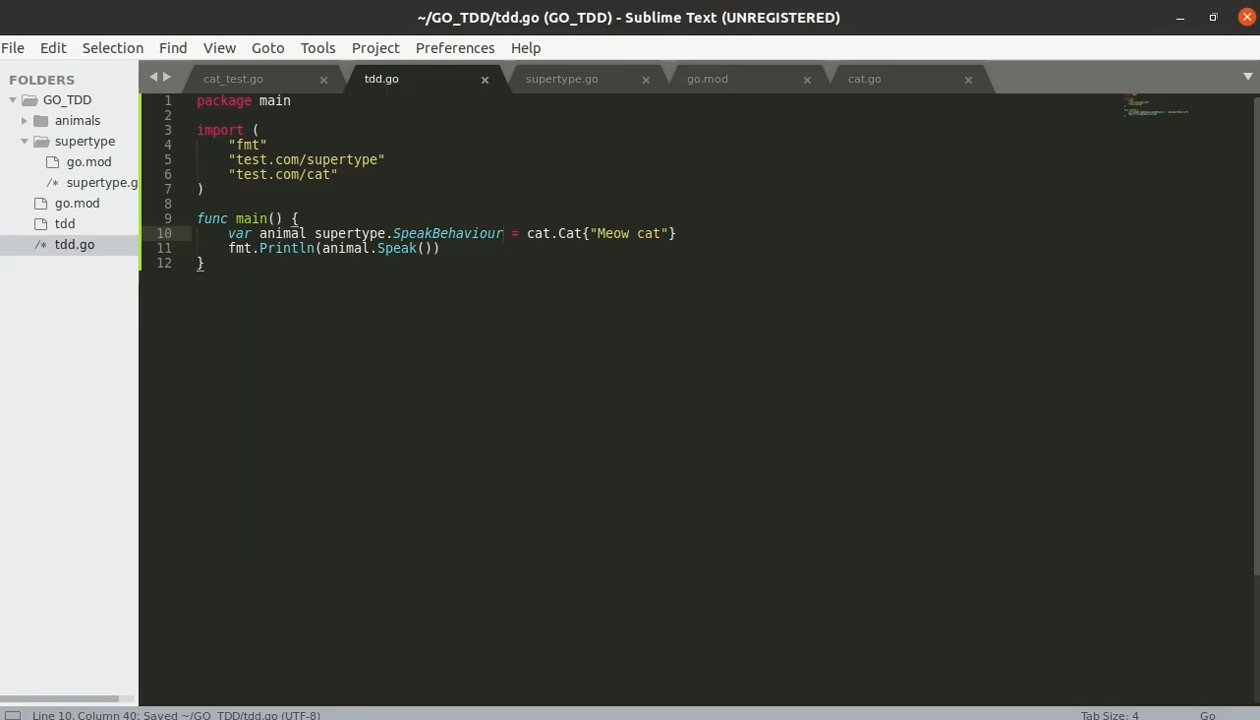 ~/GO_TDD/tdd.go (GO_TDD) - Sublime Text (UNREGISTERED)
File Edit Selection Find View Goto Tools Project Preferences Help
FOLDERS
GO_TDD
animals
supertype
go.mod
/* supertype.g
go.mod
tdd
/* tdd.go
cat_test.go tdd.go supertype.go go.mod cat.go
1 package main
2
3 import (
4 "fmt"
5 "test.com/supertype"
6 "test.com/cat"
7 )
8
9 func main() {
10 var animal supertype.SpeakBehaviour = cat.Cat{"Meow cat"}
11 fmt.Println(animal.Speak())
12 }
Line 10, Column 40; Saved ~/GO_TDD/tdd.go (UTF-8) Tab Size: 4 Go